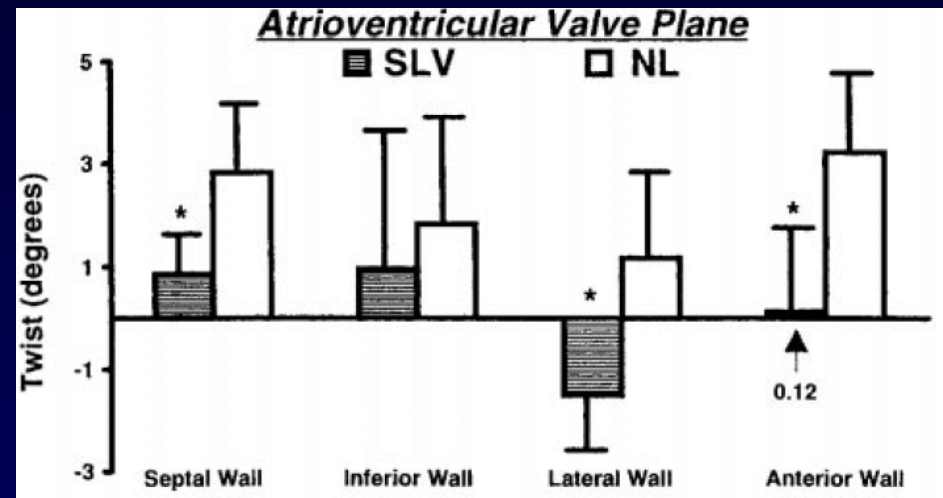 Atrioventricular Valve Plane
SLV NL
5
3
1
-1
-3
Twist (degrees)
*
*
*
0.12
Septal Wall Inferior Wall Lateral Wall Anterior Wall